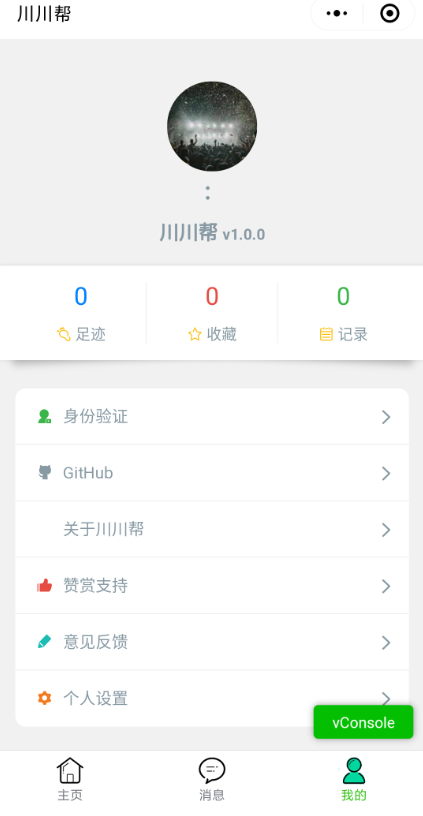 川川帮
:
川川帮 v1.0.0
0 0 0
足迹 收藏 记录
身份验证
GitHub
关于川川帮
赞赏支持
意见反馈
个人设置
vConsole
主页 消息 我的